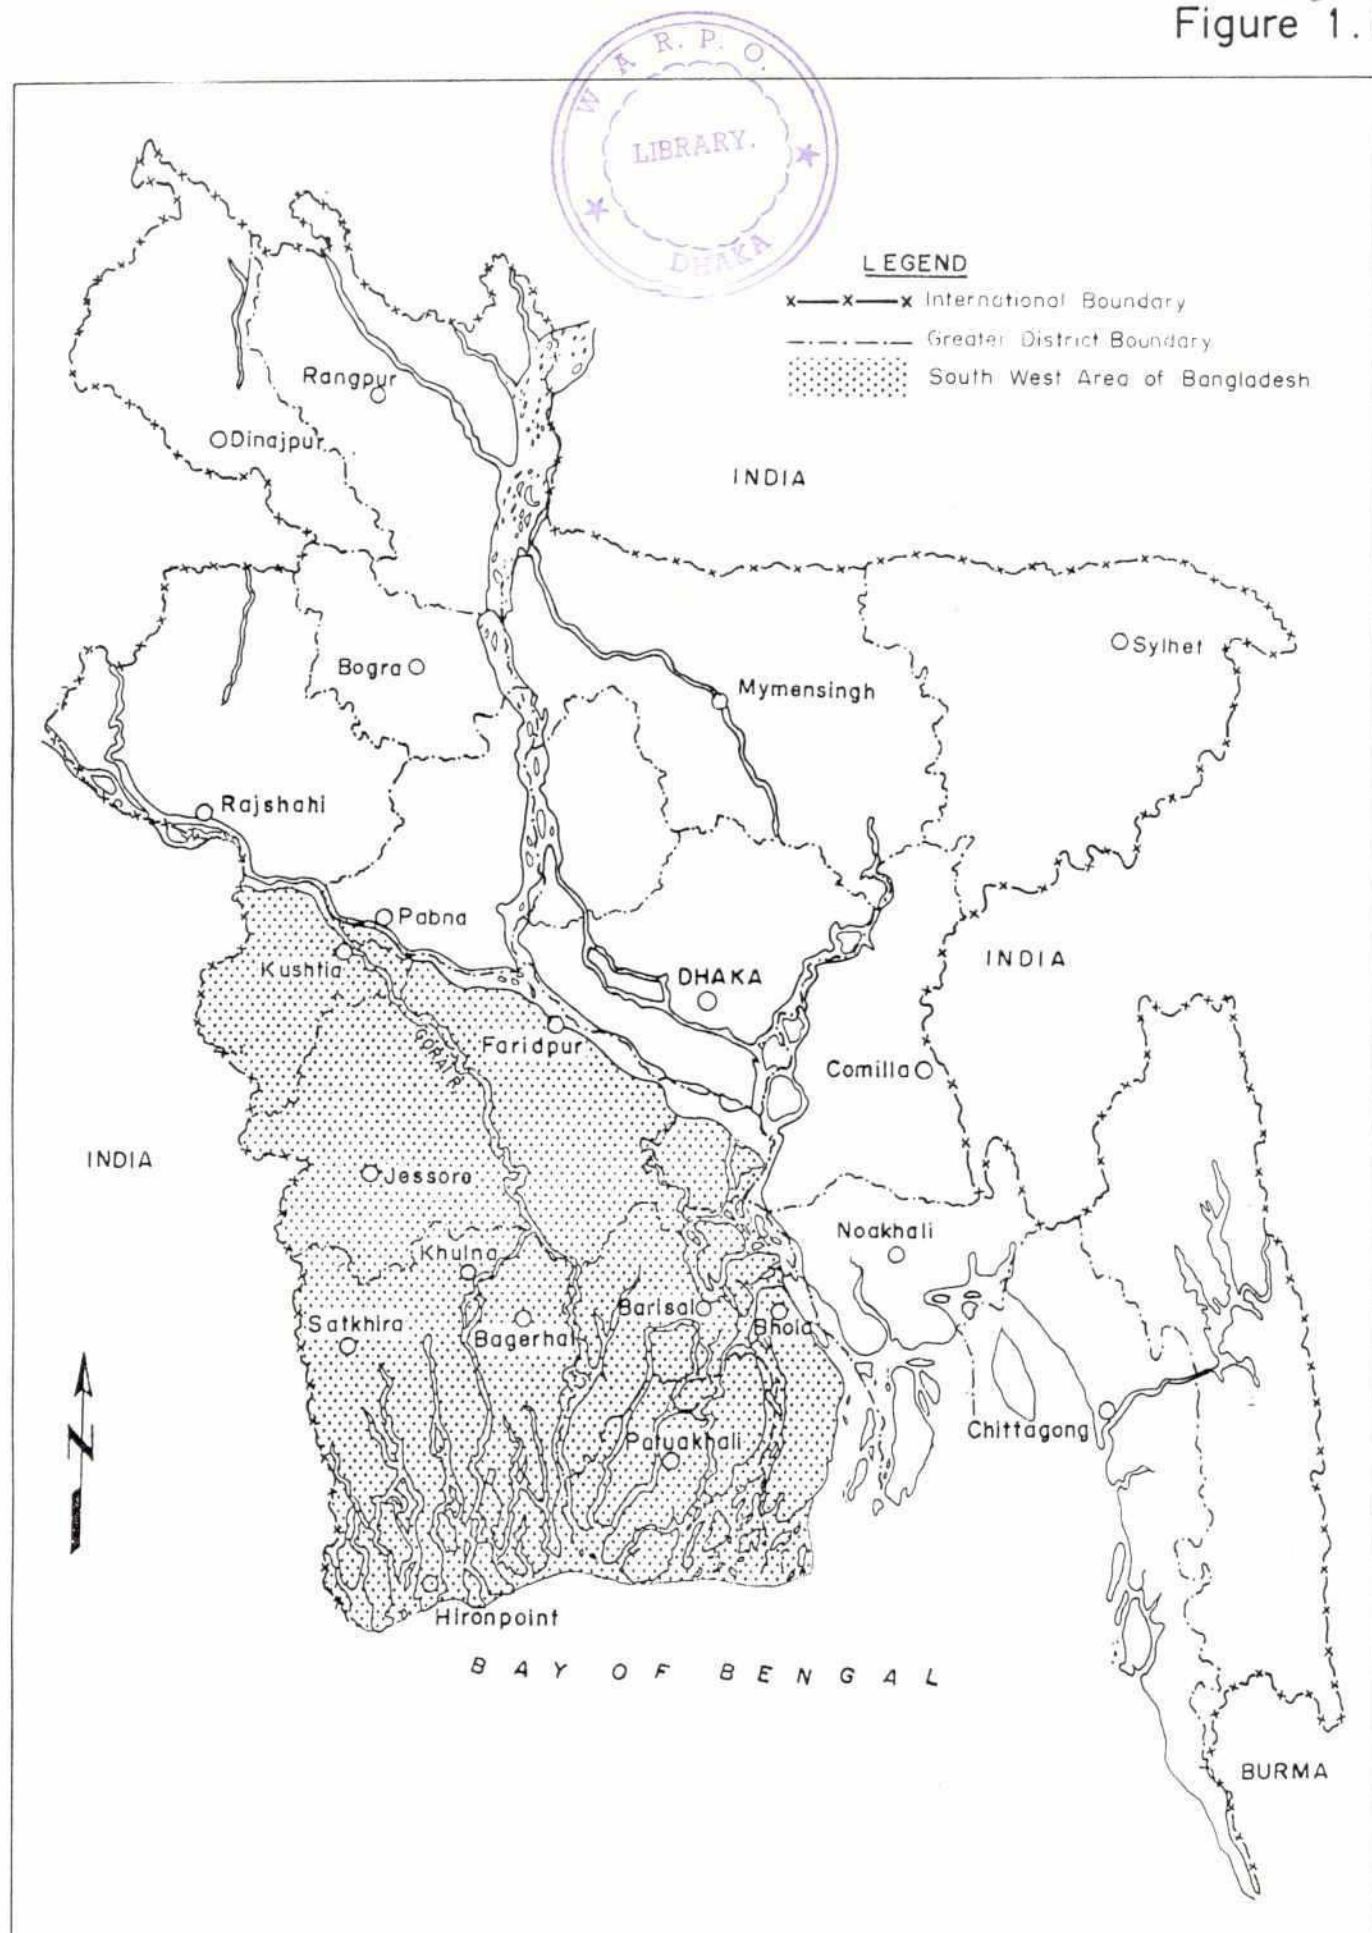 Figure 1.
W A R. P. O.
LIBRARY.
DHAKA
LEGEND
x—x—x International Boundary
Greater District Boundary
South West Area of Bangladesh
Rangpur
Dinajpur
INDIA
Sylhet
Bogra
Mymensingh
Rajshahi
Pabna
Kushtia
DHAKA
INDIA
Faridpur
GORAI R
Comilla
INDIA
Jessore
Noakhali
Khulna
Barisal
Satkhira
Bagerhat
Bhola
Chittagong
N
Patuakhali
Hironpoint
BAY OF BENGAL
BURMA